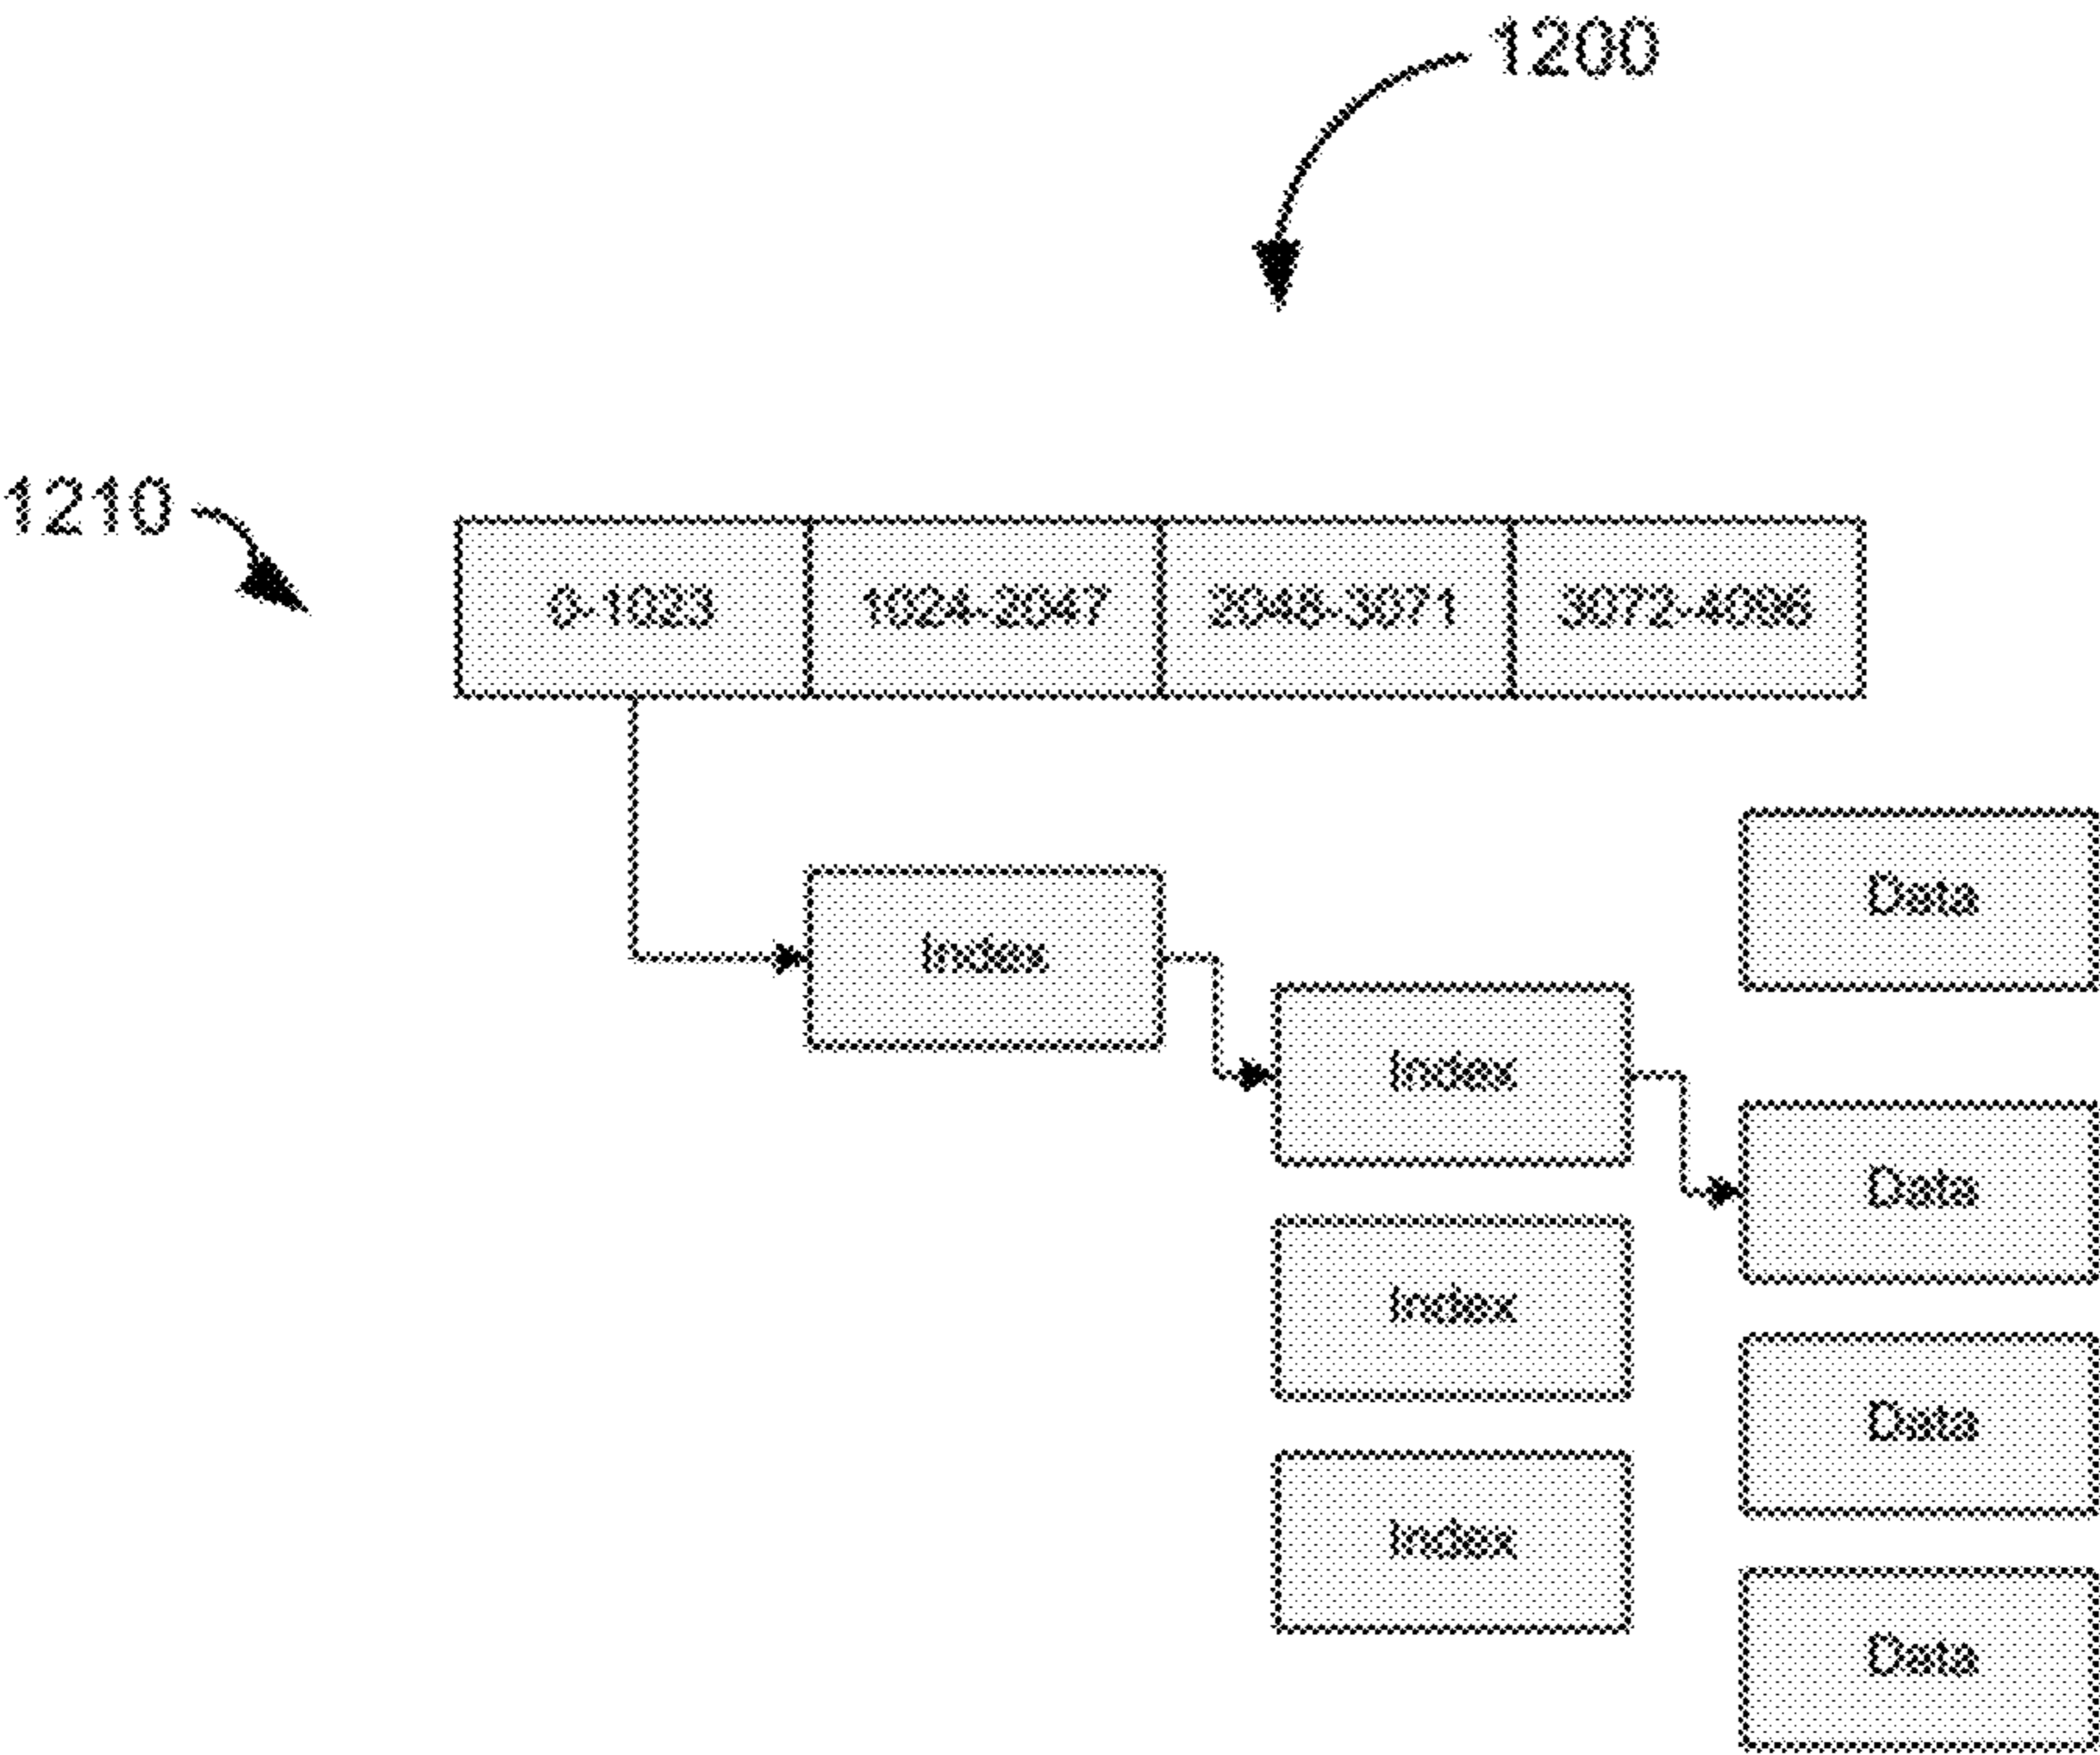 1200
1210
0-1023 1024-2047 2048-3071 3072-4096
Data
Index
Index
Data
Index
Data
Index
Data